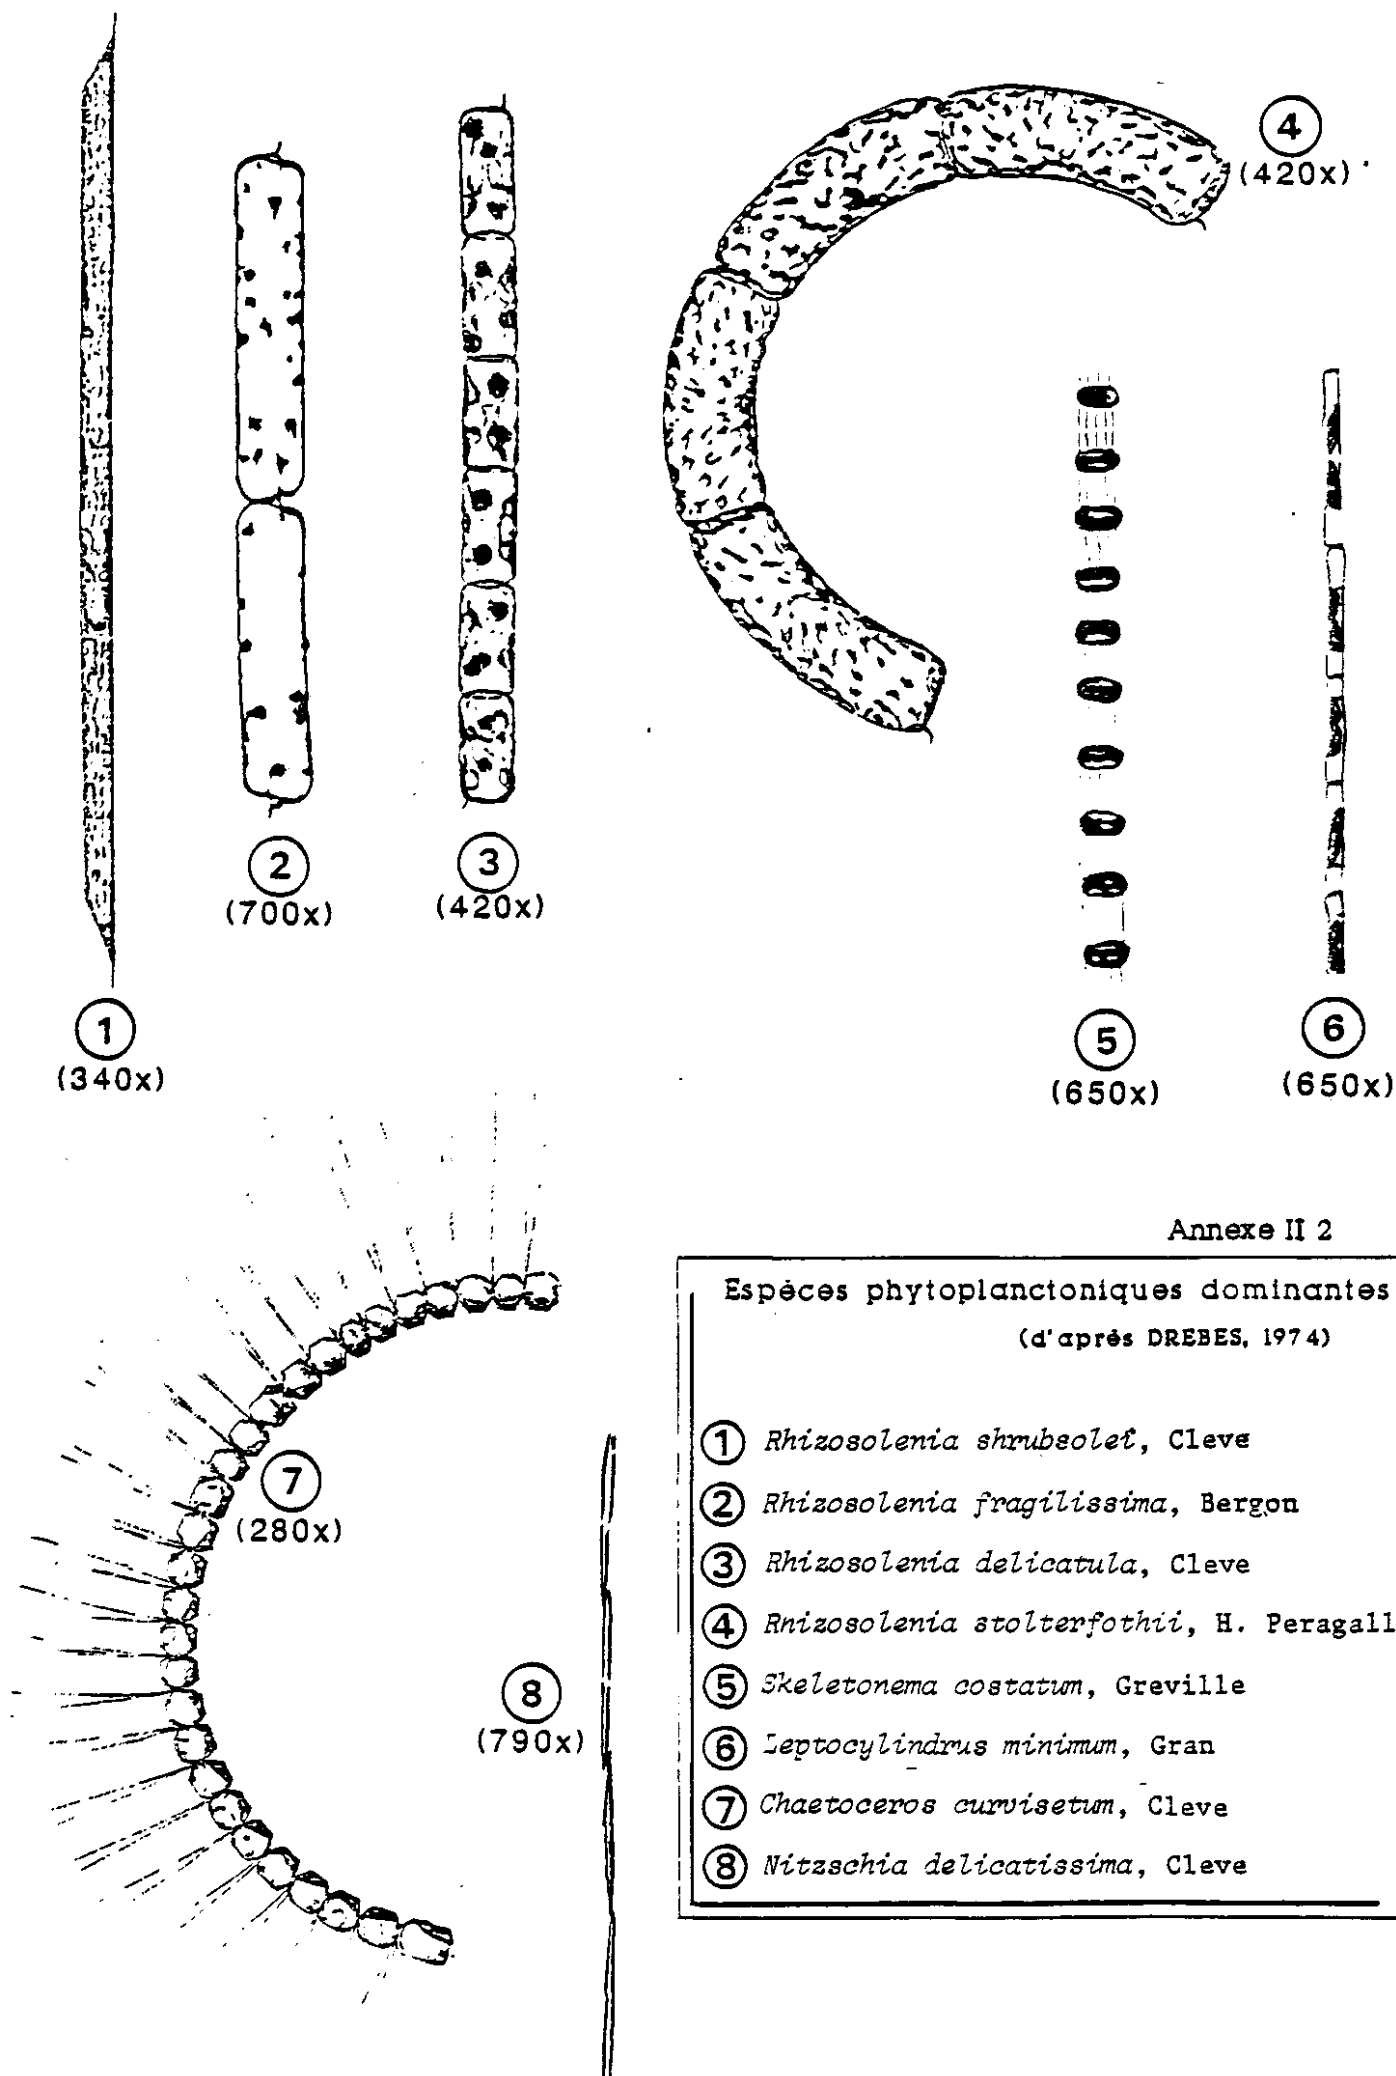 4
(420x)
2
(700x)
3
(420x)
1
(340x)
5
(650x)
6
(650x)
7
(280x)
8
(790x)
Annexe II 2
Espèces phytoplanctoniques dominantes
(d'après DREBES, 1974)
1 Rhizosolenia shrubsolei, Cleve
2 Rhizosolenia fragilissima, Bergon
3 Rhizosolenia delicatula, Cleve
4 Rhizosolenia stolterfothii, H. Peragall
5 Skeletonema costatum, Greville
6 Leptocylindrus minimum, Gran
7 Chaetoceros curvisetum, Cleve
8 Nitzschia delicatissima, Cleve